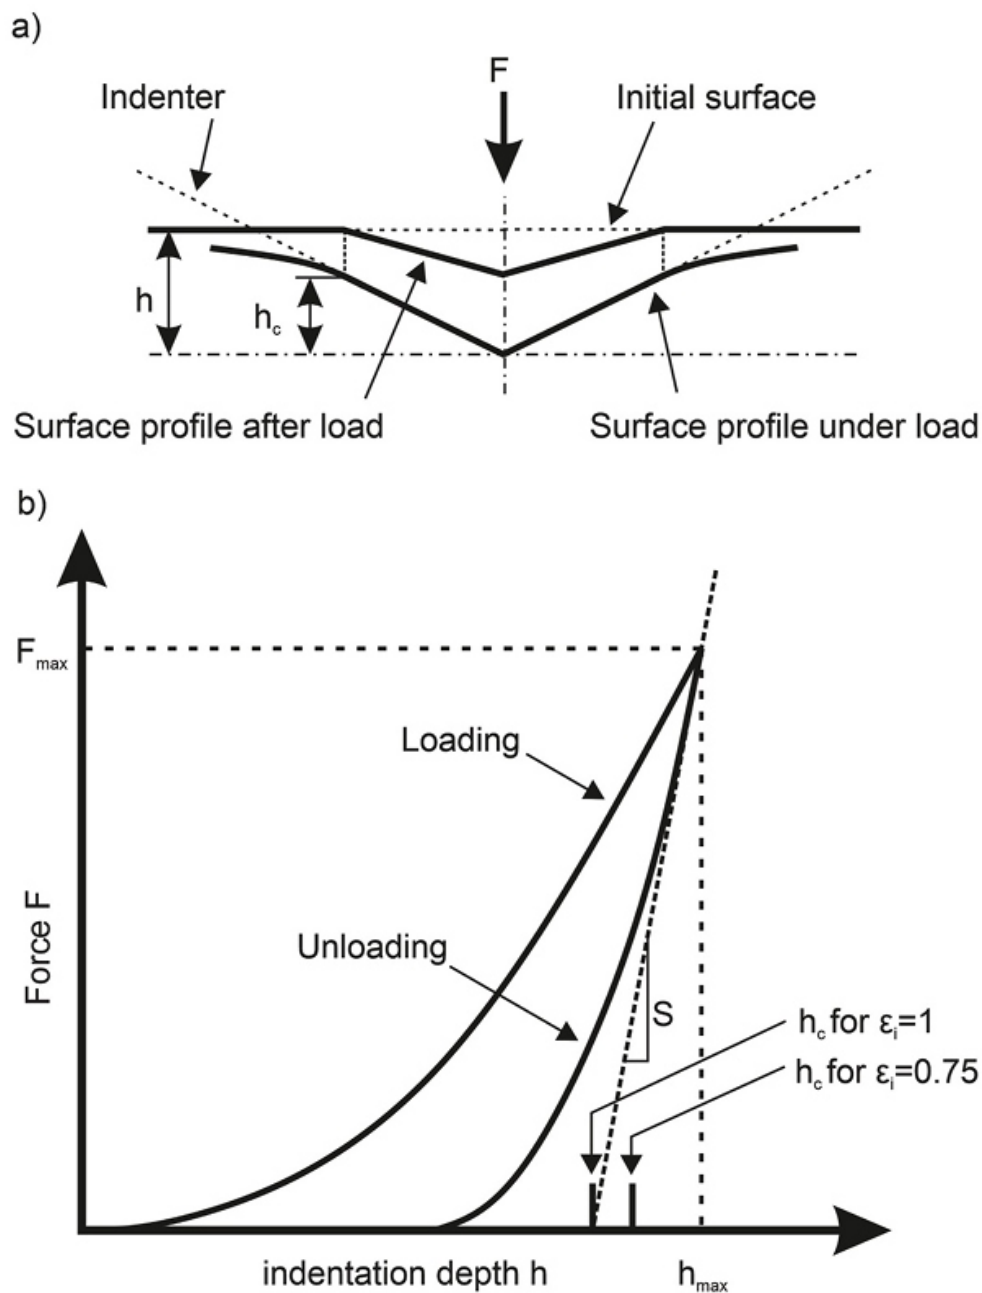 a)
F
Indenter
Initial surface
h
h_c
Surface profile after load
Surface profile under load
b)
F_max
Loading
Unloading
Force F
S
h_c for ε_i=1
h_c for ε_i=0.75
indentation depth h
h_max